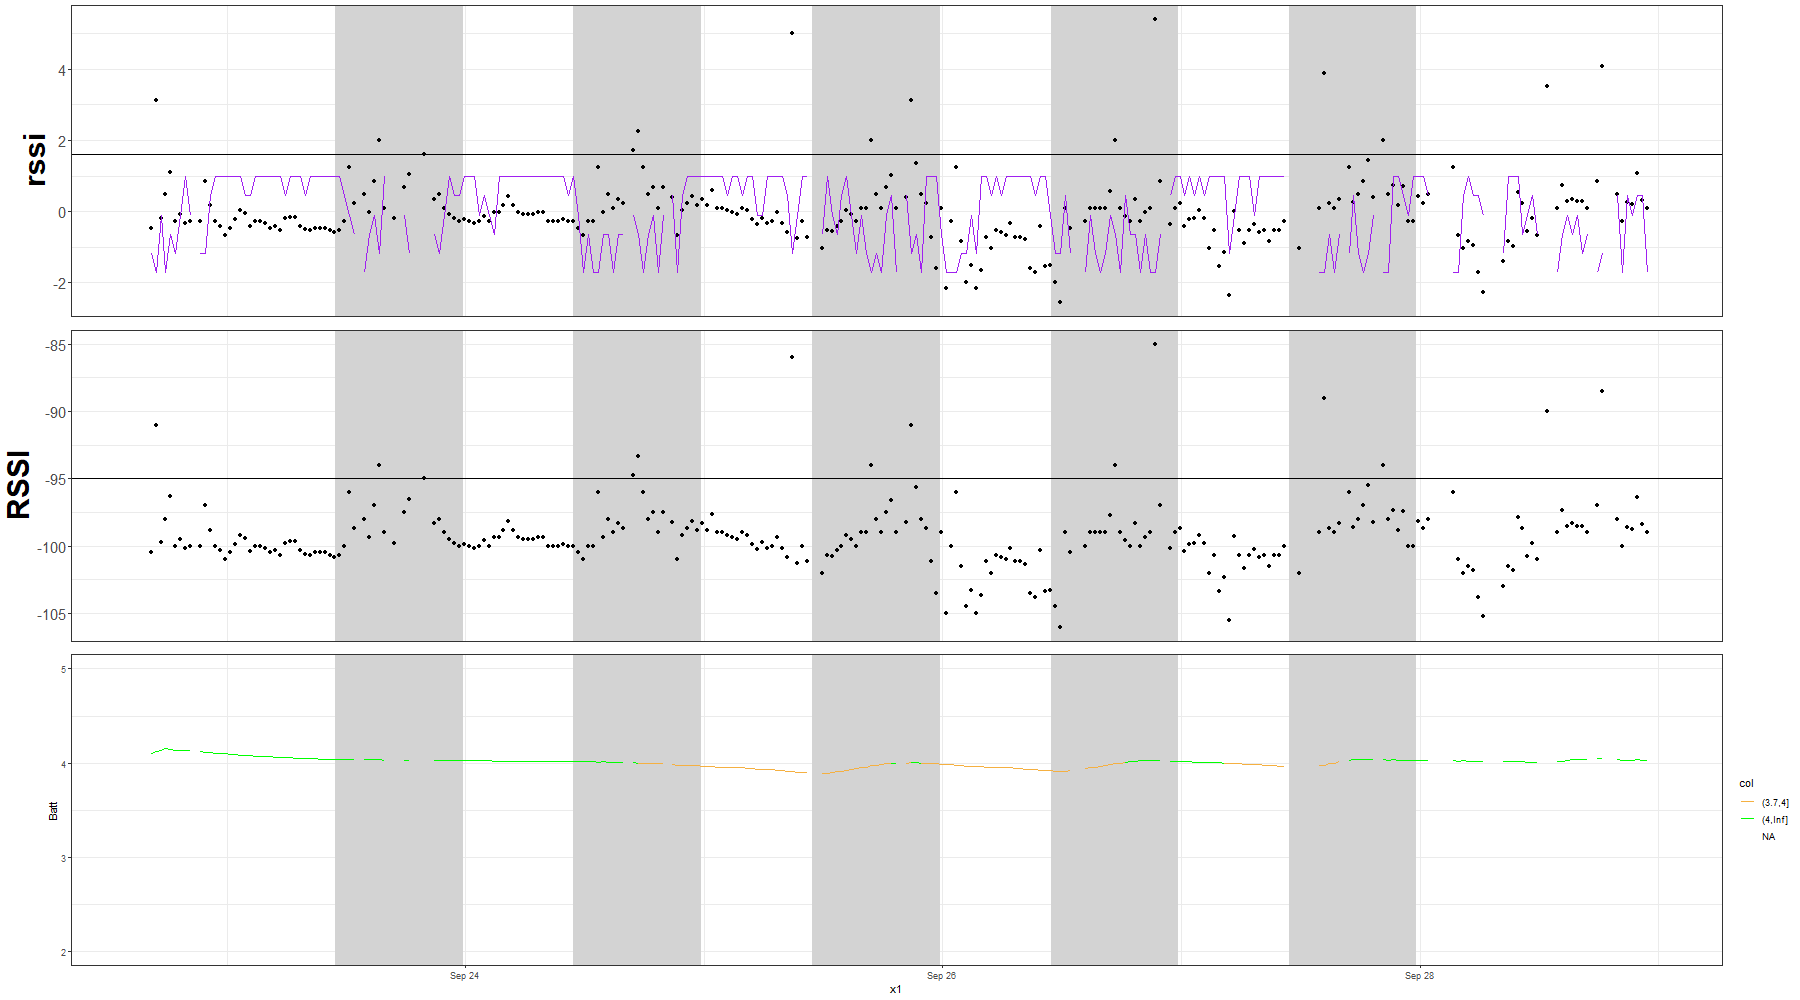 rssi
4
2
0
-2
RSSI
-85
-90
-95
-100
-105
Batt
5
4
3
2
Sep 24
Sep 26
Sep 28
x1
col
(3.7,4]
(4,Inf]
NA